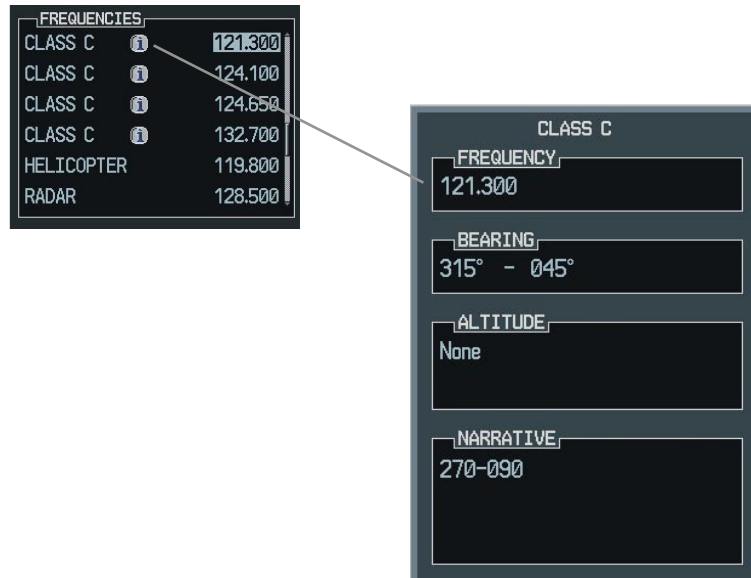 FREQUENCIES
CLASS C i 121.300
CLASS C i 124.100
CLASS C i 124.650
CLASS C i 132.700
HELICOPTER 119.800
RADAR 128.500
CLASS C
FREQUENCY
121.300
BEARING
315° - 045°
ALTITUDE
None
NARRATIVE
270-090